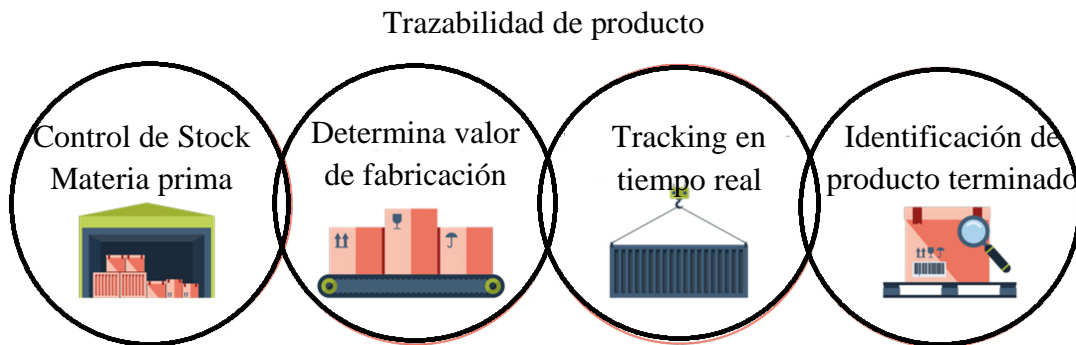 Trazabilidad de producto
Control de Stock
Materia prima
Determina valor
de fabricación
Tracking en
tiempo real
Identificación de
producto terminado